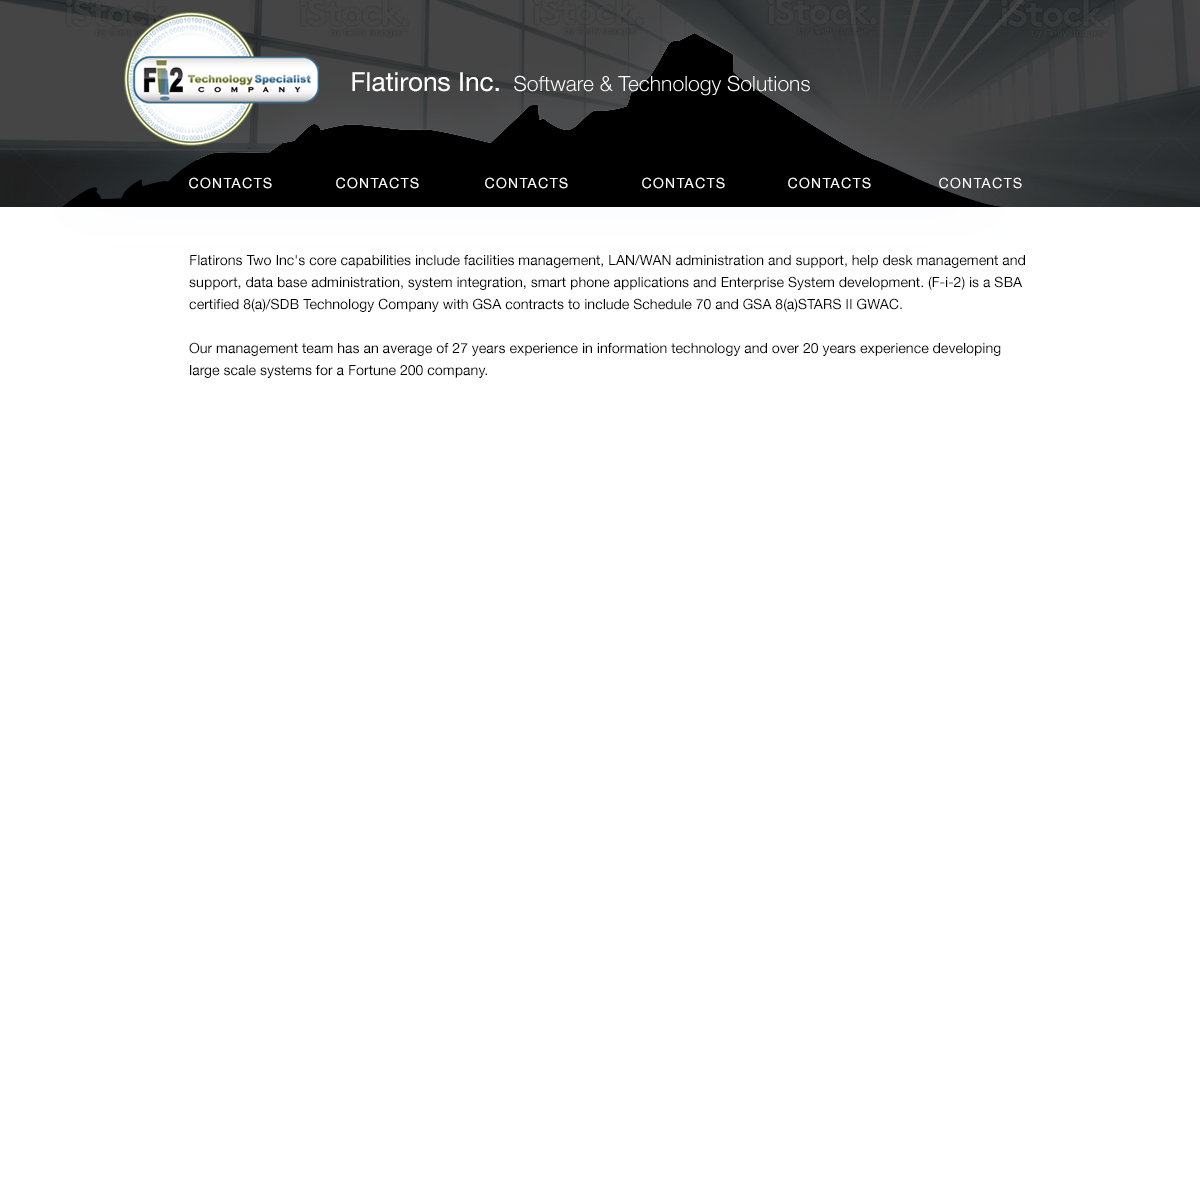 iStock. iStock. iStock. iStock. iStock.
Fi2 Technology Specialist
COMPANY
Flatirons Inc. Software & Technology Solutions
CONTACTS CONTACTS CONTACTS CONTACTS CONTACTS CONTACTS
Flatirons Two Inc's core capabilities include facilities management, LAN/WAN administration and support, help desk management and
support, data base administration, system integration, smart phone applications and Enterprise System development. (F-i-2) is a SBA
certified 8(a)/SDB Technology Company with GSA contracts to include Schedule 70 and GSA 8(a)STARS II GWAC.
Our management team has an average of 27 years experience in information technology and over 20 years experience developing
large scale systems for a Fortune 200 company.